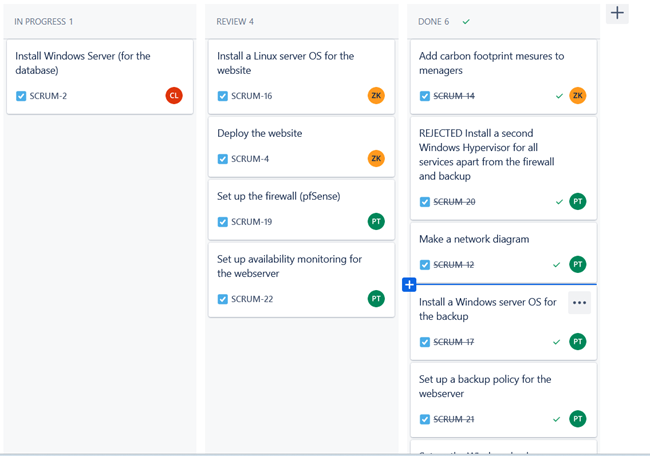 IN PROGRESS 1
Install Windows Server (for the
database)
SCRUM-2
CL
REVIEW 4
Install a Linux server OS for the
website
SCRUM-16
ZK
Deploy the website
SCRUM-4
ZK
Set up the firewall (pfSense)
SCRUM-19
PT
Set up availability monitoring for
the webserver
SCRUM-22
PT
DONE 6
Add carbon footprint mesures to
menagers
SCRUM-14
ZK
REJECTED Install a second
Windows Hypervisor for all
services apart from the firewall
and backup
SCRUM-20
PT
Make a network diagram
SCRUM-12
PT
Install a Windows server OS for
the backup
SCRUM-17
PT
Set up a backup policy for the
webserver
SCRUM-21
PT